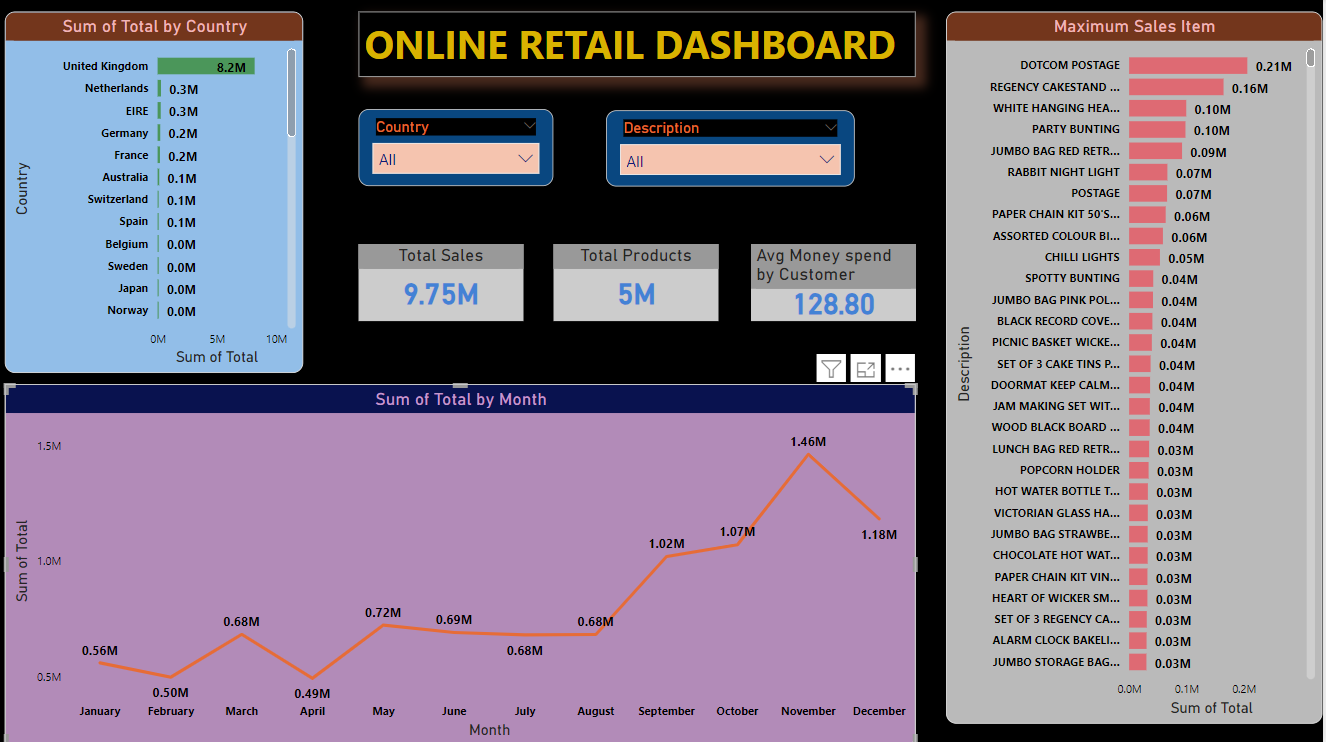 Sum of Total by Country
Country
United Kingdom 8.2M
Netherlands 0.3M
EIRE 0.3M
Germany 0.2M
France 0.2M
Australia 0.1M
Switzerland 0.1M
Spain 0.1M
Belgium 0.0M
Sweden 0.0M
Japan 0.0M
Norway 0.0M
0M 5M 10M
Sum of Total
ONLINE RETAIL DASHBOARD
Country
All
Description
All
Total Sales
9.75M
Total Products
5M
Avg Money spend
by Customer
128.80
Sum of Total by Month
Sum of Total
1.5M
1.0M
0.5M
0.56M
0.50M
0.68M
0.49M
0.72M
0.69M
0.68M
0.68M
1.02M
1.07M
1.46M
1.18M
January February March April May June July August September October November December
Month
Maximum Sales Item
Description
DOTCOM POSTAGE 0.21M
REGENCY CAKESTAND ... 0.16M
WHITE HANGING HEA... 0.10M
PARTY BUNTING 0.10M
JUMBO BAG RED RETR... 0.09M
RABBIT NIGHT LIGHT 0.07M
POSTAGE 0.07M
PAPER CHAIN KIT 50'S... 0.06M
ASSORTED COLOUR BI... 0.06M
CHILLI LIGHTS 0.05M
SPOTTY BUNTING 0.04M
JUMBO BAG PINK POL... 0.04M
BLACK RECORD COVE... 0.04M
PICNIC BASKET WICKE... 0.04M
SET OF 3 CAKE TINS P... 0.04M
DOORMAT KEEP CALM... 0.04M
JAM MAKING SET WIT... 0.04M
WOOD BLACK BOARD ... 0.04M
LUNCH BAG RED RETR... 0.03M
POPCORN HOLDER 0.03M
HOT WATER BOTTLE T... 0.03M
VICTORIAN GLASS HA... 0.03M
JUMBO BAG STRAWBE... 0.03M
CHOCOLATE HOT WAT... 0.03M
PAPER CHAIN KIT VIN... 0.03M
HEART OF WICKER SM... 0.03M
SET OF 3 REGENCY CA... 0.03M
ALARM CLOCK BAKELI... 0.03M
JUMBO STORAGE BAG... 0.03M
0.0M 0.1M 0.2M
Sum of Total